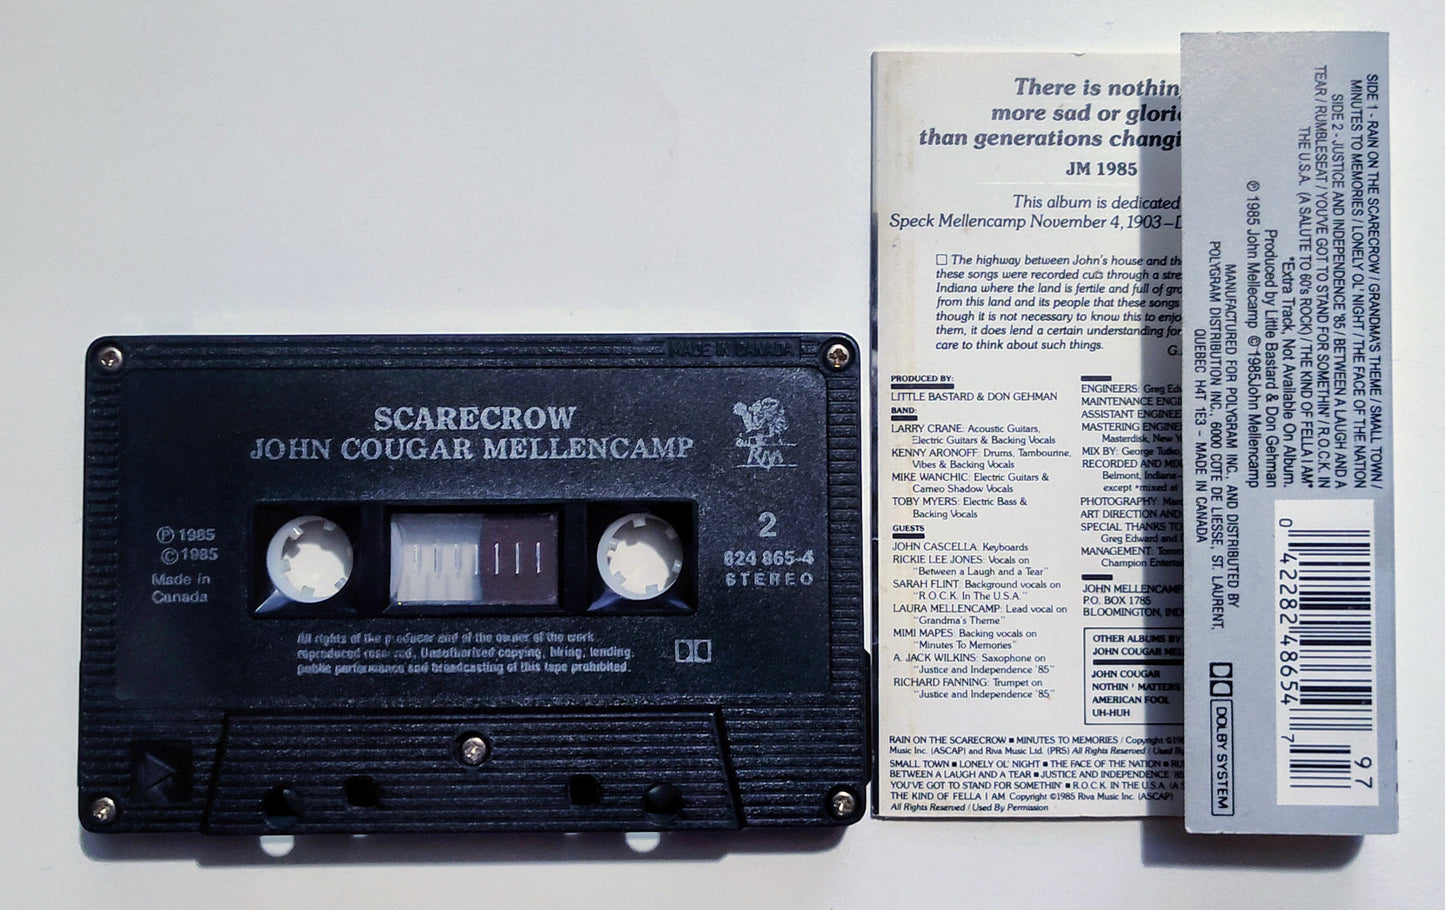 MADE IN CANADA
SCARECROW
JOHN COUGAR MELLENCAMP
Riva
℗ 1985
© 1985
Made in
Canada
2
824 865-4
STEREO
All rights of the producer and of the owner of the work
reproduced reserved. Unauthorised copying, hiring, lending,
public performance and broadcasting of this tape prohibited.
There is nothin
more sad or glori
than generations changi
JM 1985
This album is dedicated
Speck Mellencamp November 4, 1903–D
The highway between John's house and th
these songs were recorded cuts through a stre
Indiana where the land is fertile and full of gro
from this land and its people that these songs
though it is not necessary to know this to enjo
them, it does lend a certain understanding for
care to think about such things.
G.
PRODUCED BY:
LITTLE BASTARD & DON GEHMAN
BAND:
LARRY CRANE: Acoustic Guitars,
Electric Guitars & Backing Vocals
KENNY ARONOFF: Drums, Tambourine,
Vibes & Backing Vocals
MIKE WANCHIC: Electric Guitars &
Cameo Shadow Vocals
TOBY MYERS: Electric Bass &
Backing Vocals
GUESTS
JOHN CASCELLA: Keyboards
RICKIE LEE JONES: Vocals on
"Between a Laugh and a Tear"
SARAH FLINT: Background vocals on
"R.O.C.K. In The U.S.A."
LAURA MELLENCAMP: Lead vocal on
"Grandma's Theme"
MIMI MAPES: Backing vocals on
"Minutes To Memories"
A. JACK WILKINS: Saxophone on
"Justice and Independence '85"
RICHARD FANNING: Trumpet on
"Justice and Independence '85"
ENGINEERS: Greg Edw
MAINTENANCE ENGI
ASSISTANT ENGINEE
MASTERING ENGINEE
Masterdisk, New Y
MIX BY: George Tutko,
RECORDED AND MIX
Belmont, Indiana–
except *mixed at
PHOTOGRAPHY: Mar
ART DIRECTION AND
SPECIAL THANKS TO
Greg Edward and
MANAGEMENT: Tomm
Champion Enterta
JOHN MELLENCAMP
P.O. BOX 1785
BLOOMINGTON, IND
OTHER ALBUMS BY
JOHN COUGAR MEL
JOHN COUGAR
NOTHIN' MATTERS
AMERICAN FOOL
UH-HUH
RAIN ON THE SCARECROW ■ MINUTES TO MEMORIES / Copyright ©198
Music Inc. (ASCAP) and Riva Music Ltd. (PRS) All Rights Reserved / Used By
SMALL TOWN ■ LONELY OL' NIGHT ■ THE FACE OF THE NATION ■ RU
BETWEEN A LAUGH AND A TEAR ■ JUSTICE AND INDEPENDENCE '85
YOU'VE GOT TO STAND FOR SOMETHIN' ■ R.O.C.K. IN THE U.S.A. (A S
THE KIND OF FELLA I AM Copyright ©1985 Riva Music Inc. (ASCAP)
All Rights Reserved / Used By Permission
SIDE 1 - RAIN ON THE SCARECROW / GRANDMA'S THEME / SMALL TOWN /
MINUTES TO MEMORIES / LONELY OL' NIGHT / THE FACE OF THE NATION
SIDE 2 - JUSTICE AND INDEPENDENCE '85 / BETWEEN A LAUGH AND A
TEAR / RUMBLESEAT / YOU'VE GOT TO STAND FOR SOMETHIN' / R.O.C.K. IN
THE U.S.A. (A SALUTE TO 60's ROCK) / THE KIND OF FELLA I AM*
*Extra Track, Not Available On Album.
Produced by Little Bastard & Don Gehman
℗ 1985 John Mellecamp © 1985John Mellencamp
MANUFACTURED FOR POLYGRAM INC. AND DISTRIBUTED BY
POLYGRAM DISTRIBUTION INC., 6000 COTE DE LIESSE, ST. LAURENT,
QUEBEC H4T 1E3 – MADE IN CANADA
DOLBY SYSTEM
0 42282 48654 7
97